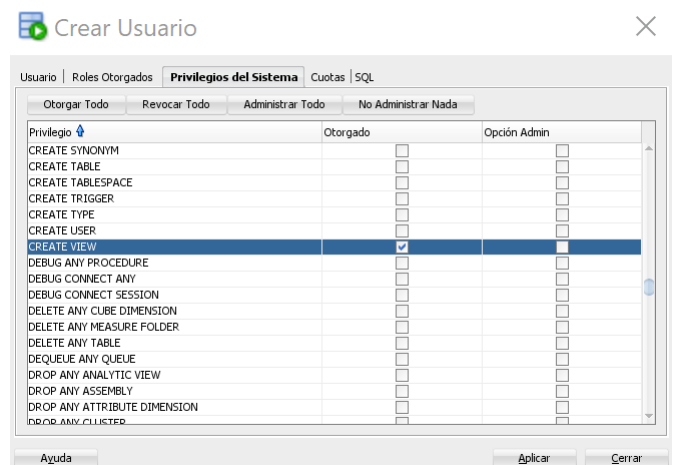 Crear Usuario
Usuario Roles Otorgados Privilegios del Sistema Cuotas SQL
Otorgar Todo Revocar Todo Administrar Todo No Administrar Nada
Privilegio Otorgado Opción Admin
CREATE SYNONYM
CREATE TABLE
CREATE TABLESPACE
CREATE TRIGGER
CREATE TYPE
CREATE USER
CREATE VIEW
DEBUG ANY PROCEDURE
DEBUG CONNECT ANY
DEBUG CONNECT SESSION
DELETE ANY CUBE DIMENSION
DELETE ANY MEASURE FOLDER
DELETE ANY TABLE
DEQUEUE ANY QUEUE
DROP ANY ANALYTIC VIEW
DROP ANY ASSEMBLY
DROP ANY ATTRIBUTE DIMENSION
DROP ANY CLUSTER
Ayuda Aplicar Cerrar